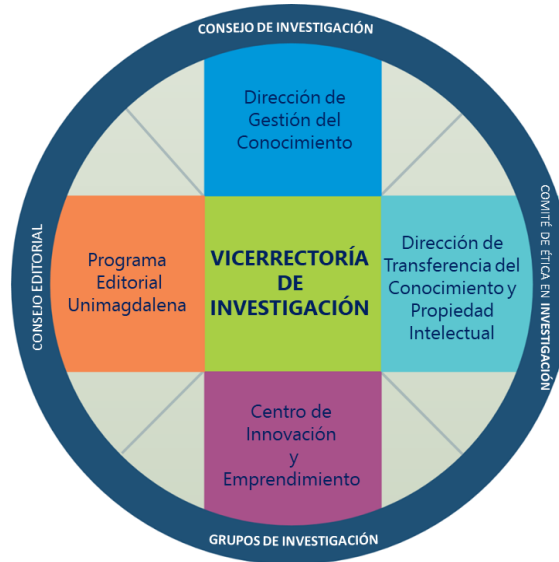 CONSEJO DE INVESTIGACIÓN
Dirección de
Gestión del
Conocimiento
CONSEJO EDITORIAL
Programa
Editorial
Unimagdalena
VICERRECTORÍA
DE
INVESTIGACIÓN
Dirección de
Transferencia del
Conocimiento y
Propiedad
Intelectual
COMITÉ DE ÉTICA EN INVESTIGACIÓN
Centro de
Innovación
y
Emprendimiento
GRUPOS DE INVESTIGACIÓN